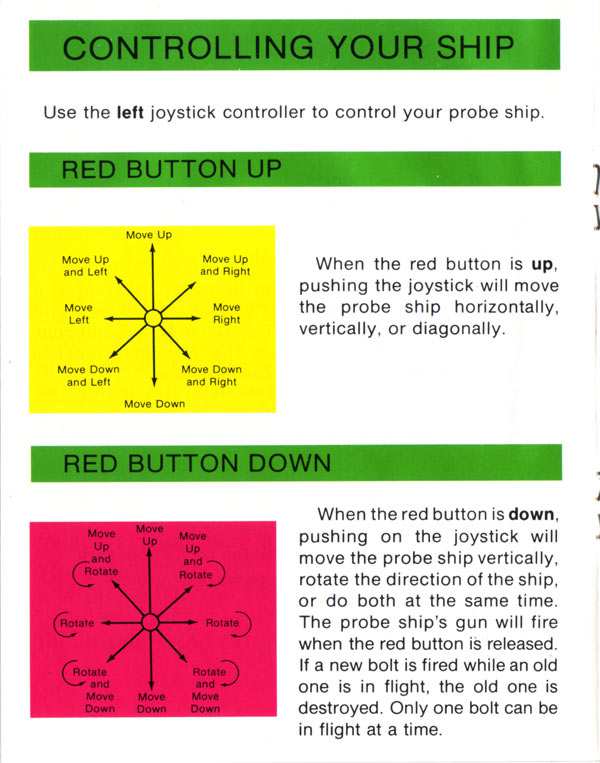 CONTROLLING YOUR SHIP
Use the left joystick controller to control your probe ship.
RED BUTTON UP
Move Up
Move Up
and Left
Move Up
and Right
Move
Left
Move
Right
Move Down
and Left
Move Down
and Right
Move Down
When the red button is up,
pushing the joystick will move
the probe ship horizontally,
vertically, or diagonally.
RED BUTTON DOWN
Move
Up
and
Rotate
Move
Up
Move
Up
and
Rotate
Rotate
Rotate
Rotate
and
Move
Down
Move
Down
Rotate
and
Move
Down
When the red button is down,
pushing on the joystick will
move the probe ship vertically,
rotate the direction of the ship,
or do both at the same time.
The probe ship's gun will fire
when the red button is released.
If a new bolt is fired while an old
one is in flight, the old one is
destroyed. Only one bolt can be
in flight at a time.